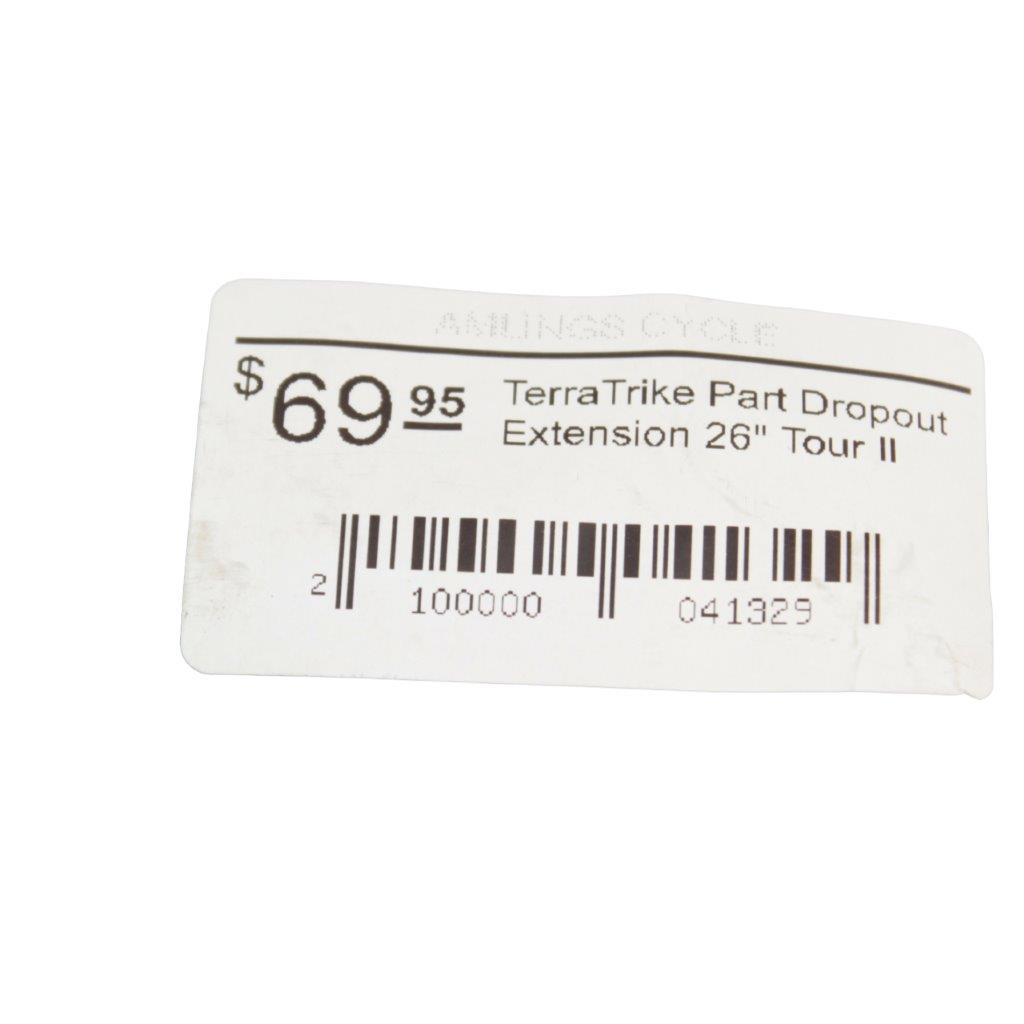 AMLINGS CYCLE
$69.95 TerraTrike Part Dropout
Extension 26" Tour II
2 100000 041329